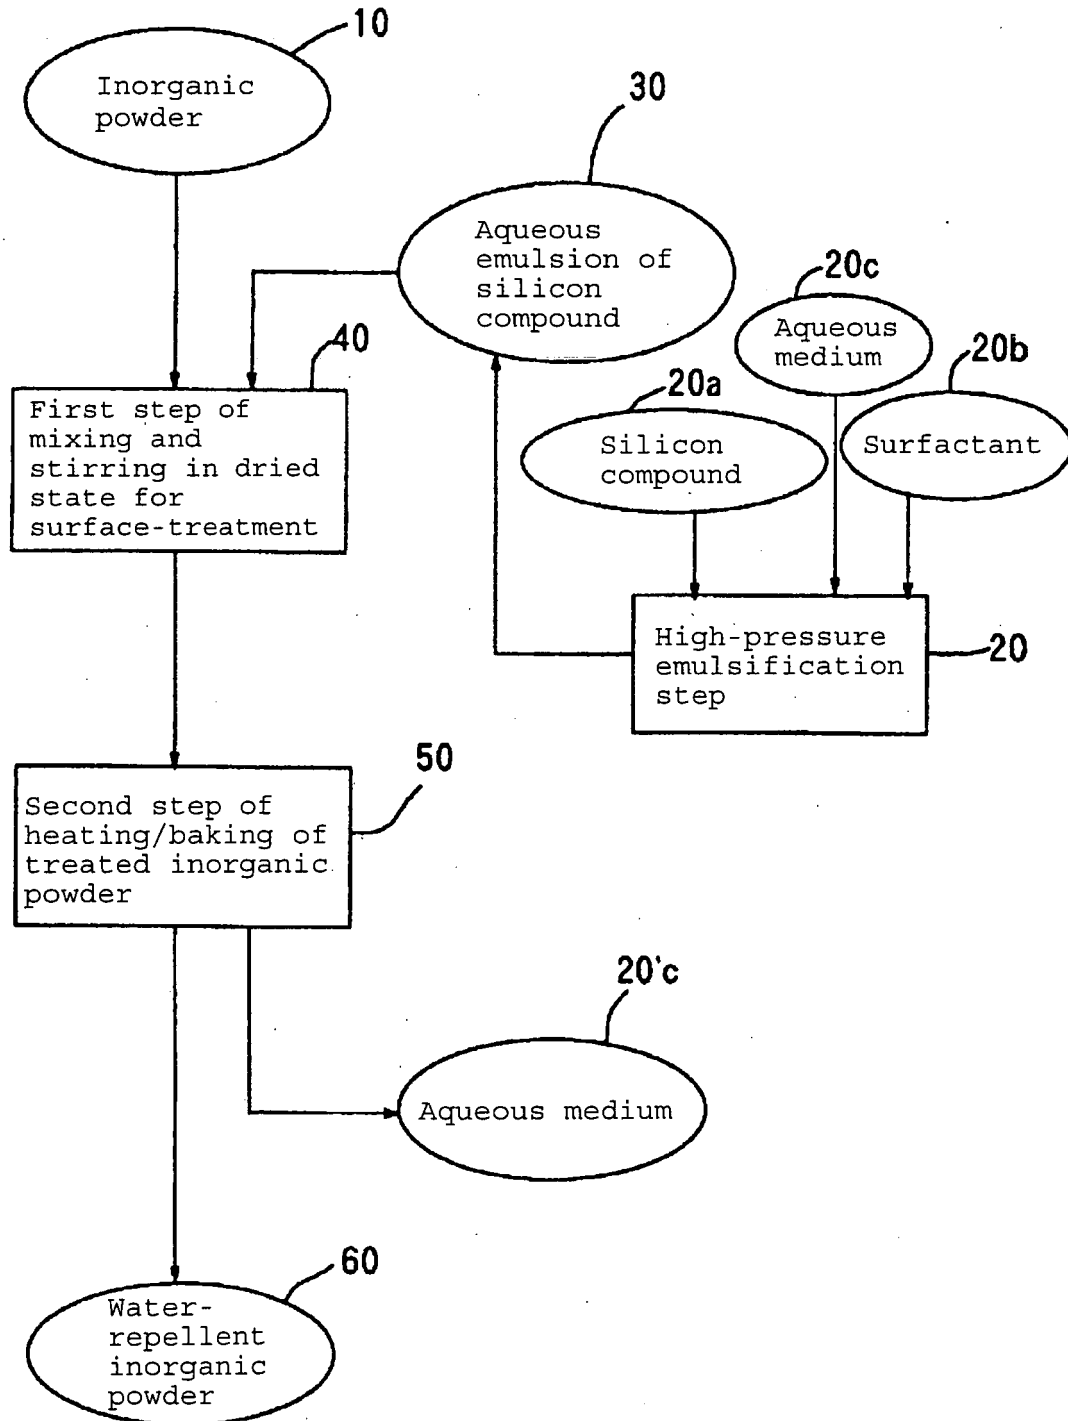 10
Inorganic
powder
30
Aqueous
emulsion of
silicon
compound
20c
Aqueous
medium
20b
Surfactant
20a
Silicon
compound
40
First step of
mixing and
stirring in dried
state for
surface-treatment
High-pressure
emulsification
step
20
50
Second step of
heating/baking of
treated inorganic
powder
20'c
Aqueous medium
60
Water-
repellent
inorganic
powder